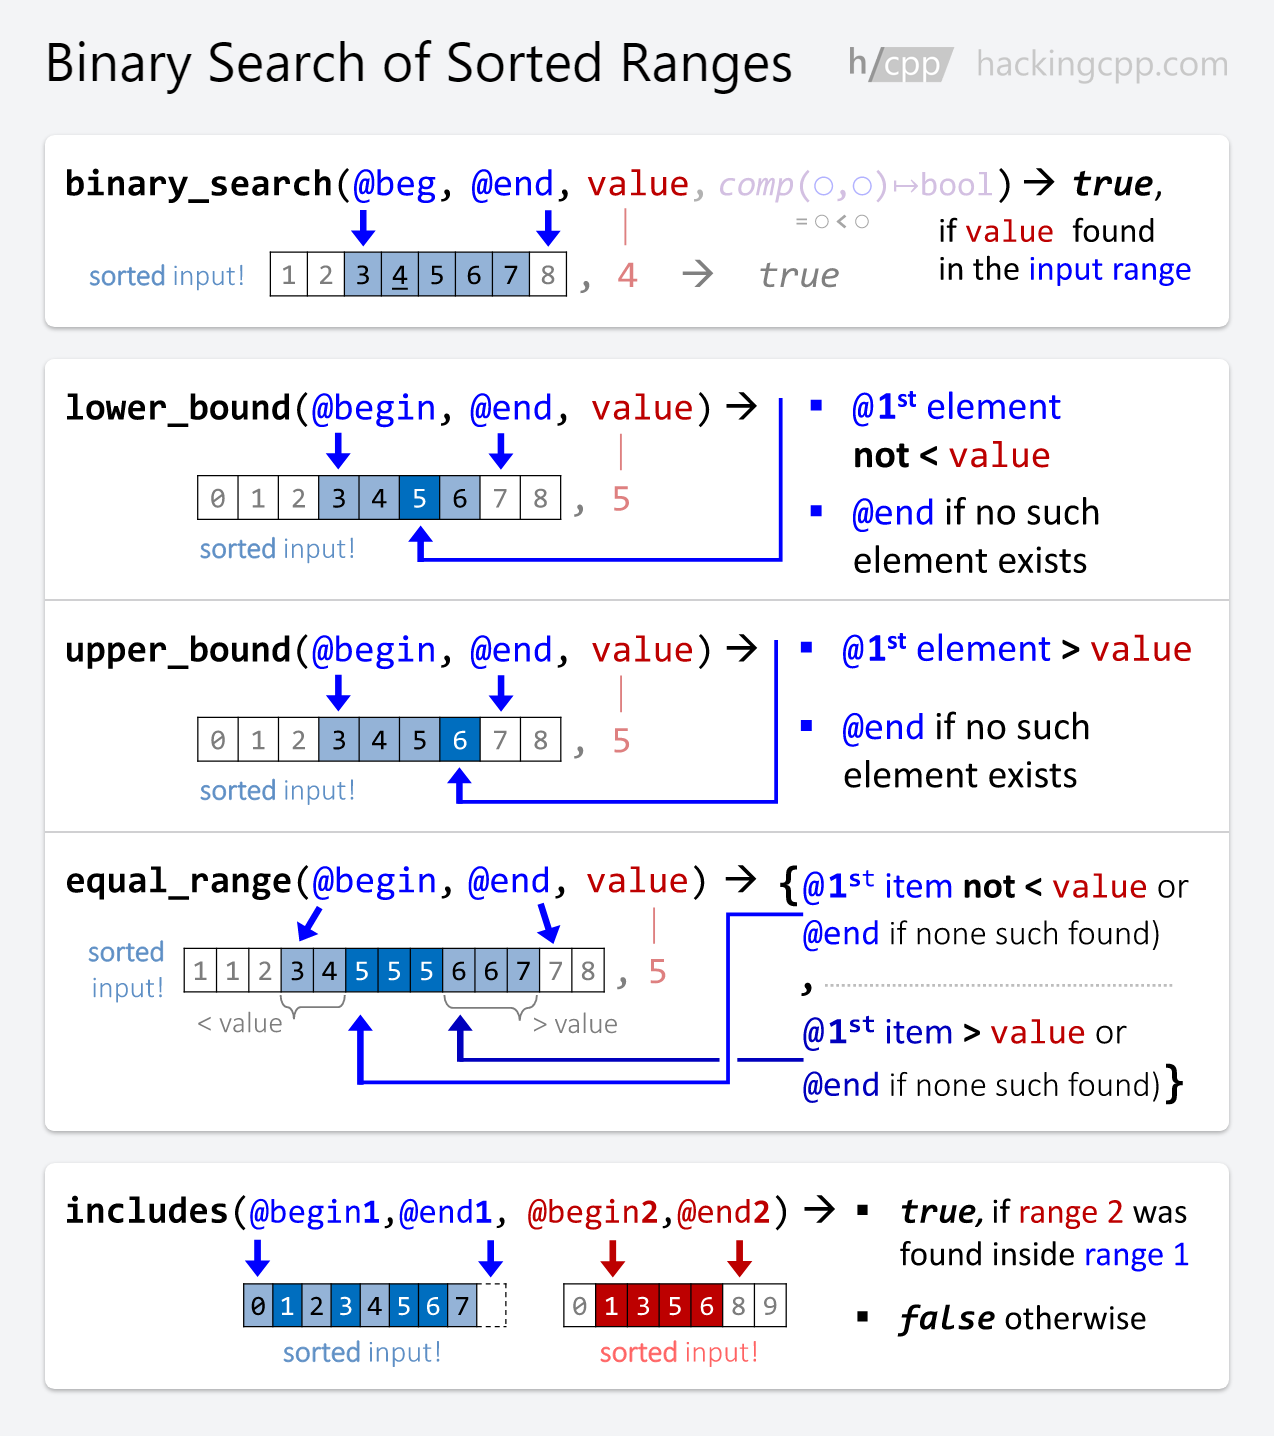 Binary Search of Sorted Ranges h/cpp hackingcpp.com
binary_search(@beg, @end, value, comp(○,○)↦bool) → true,
= ○ < ○
if value found
in the input range
sorted input! 1 2 3 4 5 6 7 8 , 4 → true
lower_bound(@begin, @end, value) →
▪ @1st element
not < value
0 1 2 3 4 5 6 7 8 , 5
sorted input!
▪ @end if no such
element exists
upper_bound(@begin, @end, value) →
▪ @1st element > value
0 1 2 3 4 5 6 7 8 , 5
sorted input!
▪ @end if no such
element exists
equal_range(@begin, @end, value) → {@1st item not < value or
@end if none such found)
sorted
input!
1 1 2 3 4 5 5 5 6 6 7 7 8 , 5
< value > value
,
@1st item > value or
@end if none such found)}
includes(@begin1,@end1, @begin2,@end2) →
▪ true, if range 2 was
found inside range 1
0 1 2 3 4 5 6 7
0 1 3 5 6 8 9
▪ false otherwise
sorted input! sorted input!